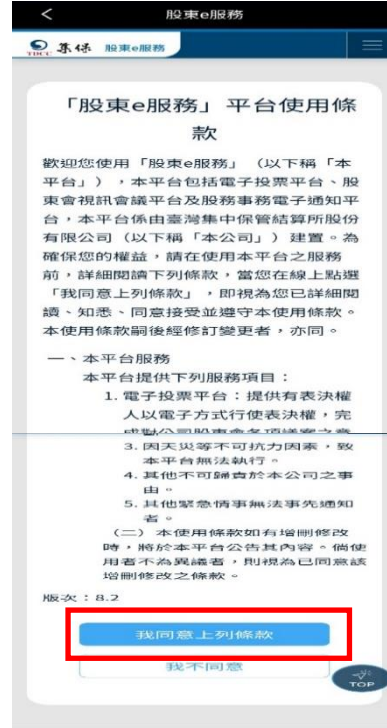 股東e服務
TDCC 集保 股東e服務
「股東e服務」平台使用條
款
歡迎您使用「股東e服務」（以下稱「本
平台」），本平台包括電子投票平台、股
東會視訊會議平台及股務事務電子通知平
台，本平台係由臺灣集中保管結算所股份
有限公司（以下稱「本公司」）建置。為
確保您的權益，請在使用本平台之服務
前，詳細閱讀下列條款，當您在線上點選
「我同意上列條款」，即視為您已詳細閱
讀、知悉、同意接受並遵守本使用條款。
本使用條款嗣後經修訂變更者，亦同。
一、本平台服務
本平台提供下列服務項目：
1. 電子投票平台：提供有表決權
人以電子方式行使表決權，完
3. 因天災等不可抗力因素，致
本平台無法執行。
4. 其他不可歸責於本公司之事
由。
5. 其他緊急情事無法事先通知
者。
（二）本使用條款如有增刪修改
時，將於本平台公告其內容。倘使
用者不為異議者，則視為已同意該
增刪修改之條款。
版次：8.2
我同意上列條款
我不同意
TOP